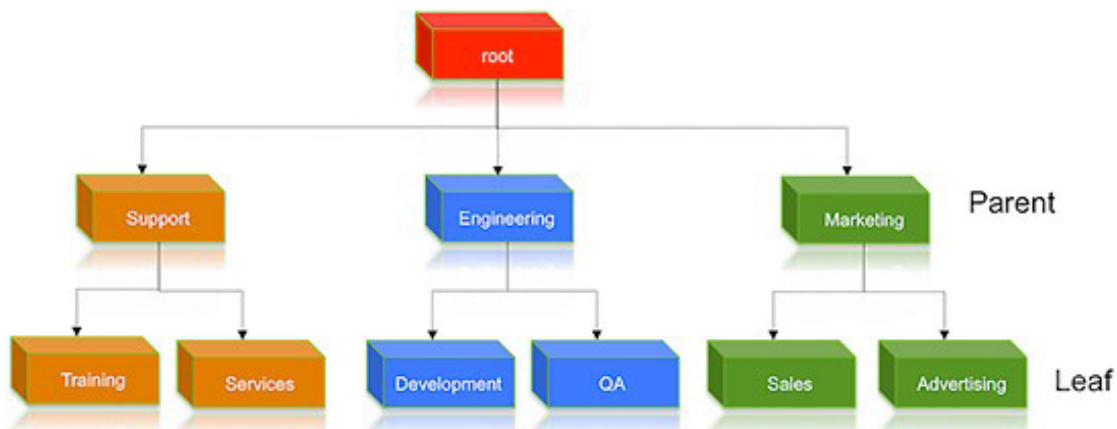 root
Support
Engineering
Marketing
Parent
Training
Services
Development
QA
Sales
Advertising
Leaf